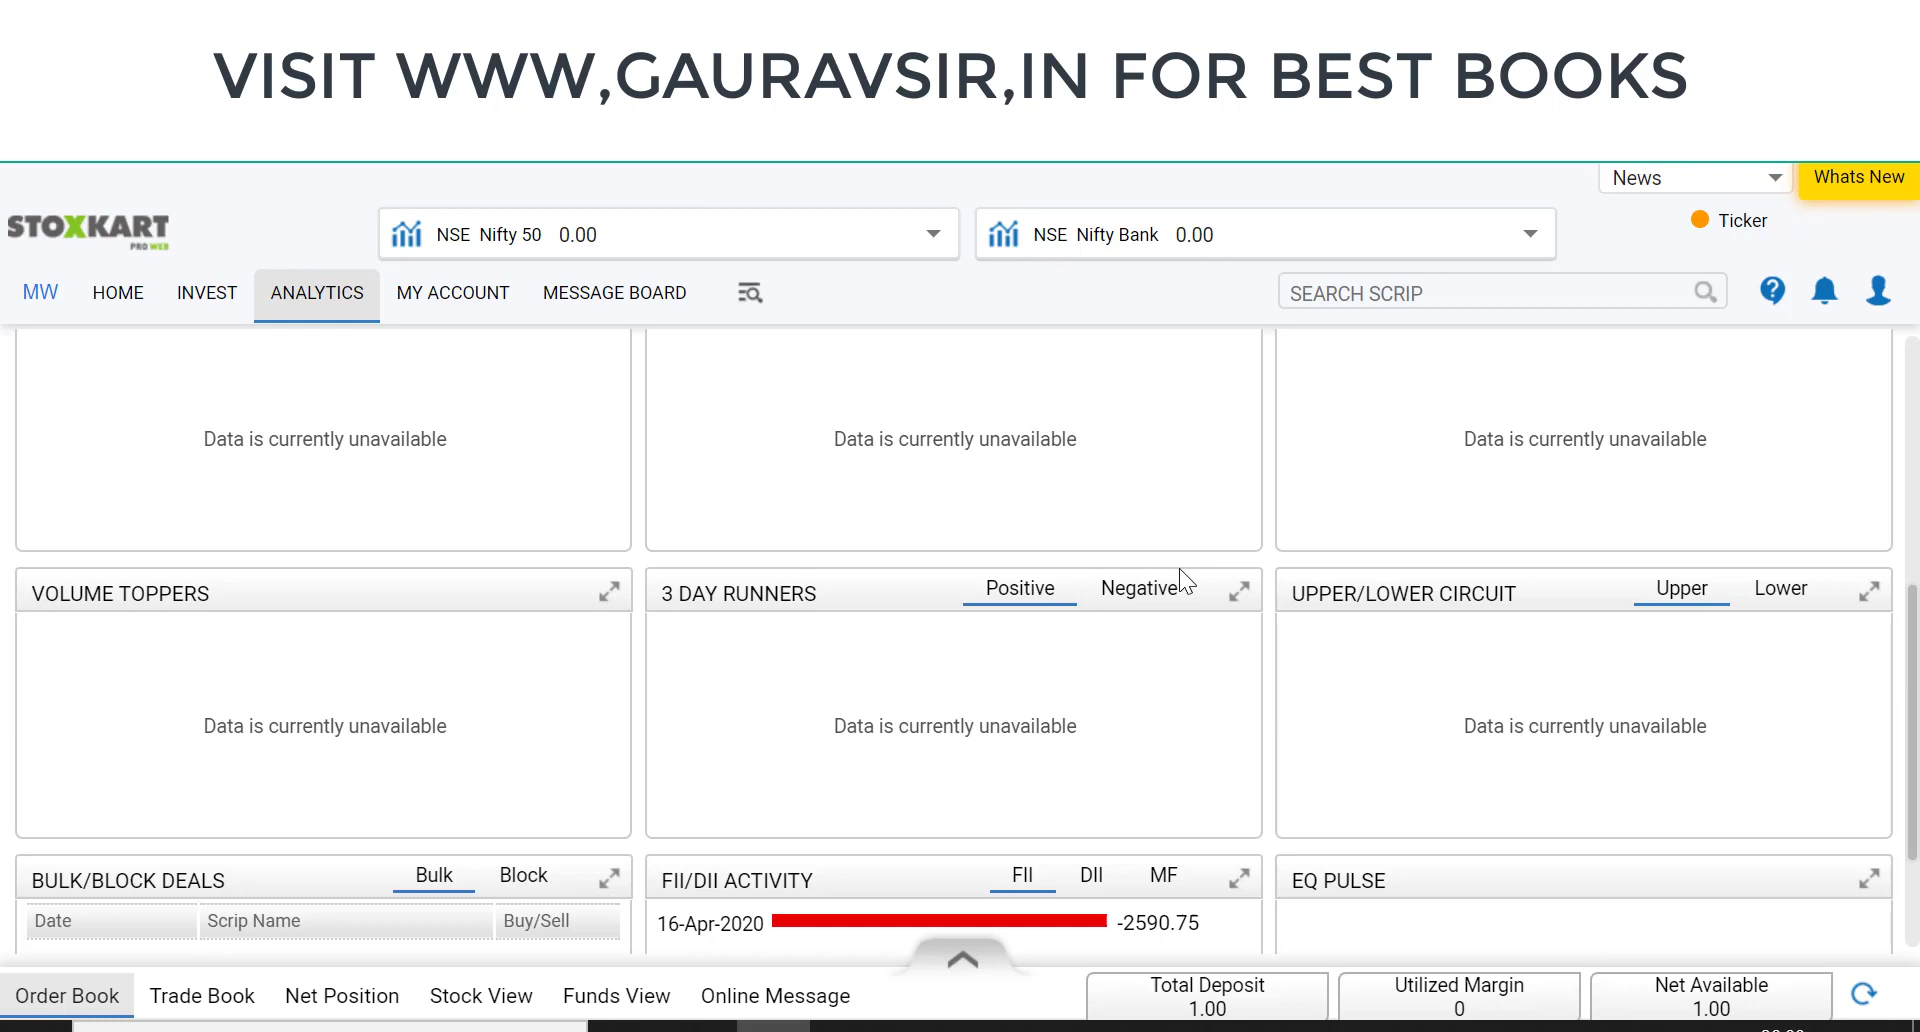 VISIT WWW,GAURAVSIR,IN FOR BEST BOOKS
News
Whats New
STOXKART
PRO WEB
NSE Nifty 50 0.00
NSE Nifty Bank 0.00
Ticker
MW HOME INVEST ANALYTICS MY ACCOUNT MESSAGE BOARD
SEARCH SCRIP
Data is currently unavailable
Data is currently unavailable
Data is currently unavailable
VOLUME TOPPERS
3 DAY RUNNERS Positive Negative
UPPER/LOWER CIRCUIT Upper Lower
Data is currently unavailable
Data is currently unavailable
Data is currently unavailable
BULK/BLOCK DEALS Bulk Block
FII/DII ACTIVITY FII DII MF
EQ PULSE
Date Scrip Name Buy/Sell
16-Apr-2020 -2590.75
Order Book Trade Book Net Position Stock View Funds View Online Message
Total Deposit
1.00
Utilized Margin
0
Net Available
1.00